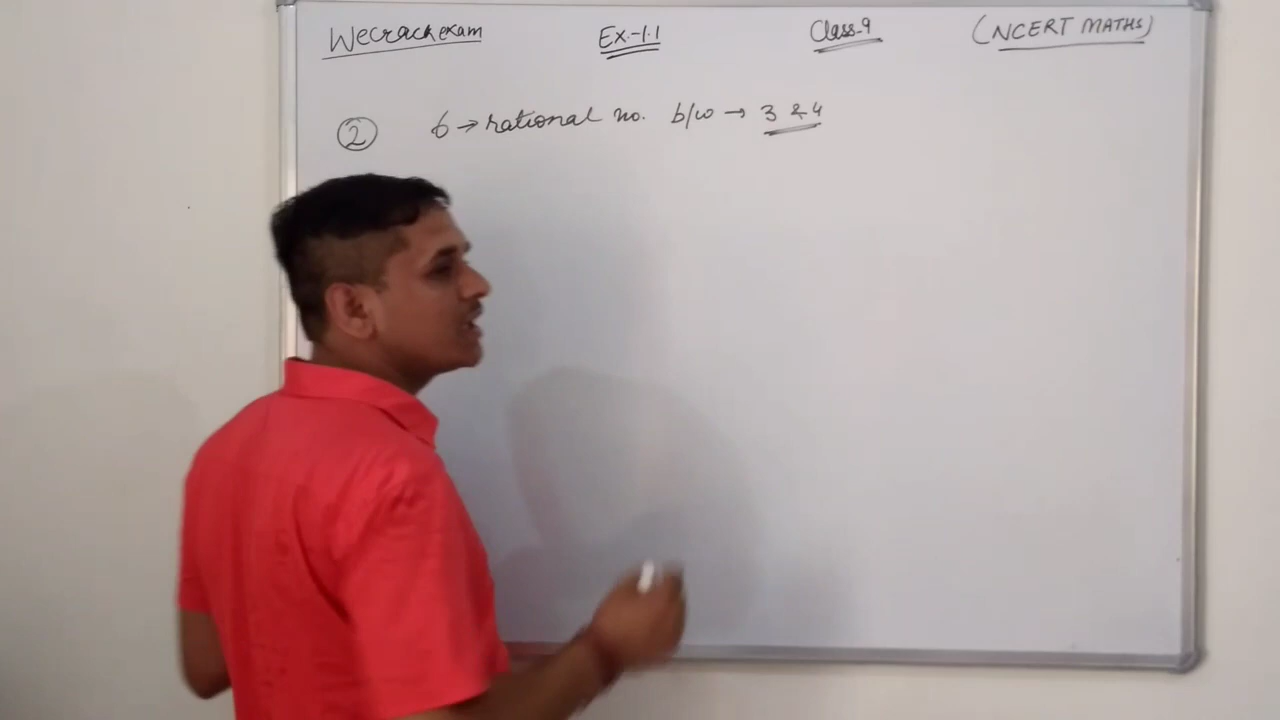 Wecrackexam Ex.-1.1 Class-9 (NCERT MATHS)
② 6 → rational no. b/w → 3 & 4